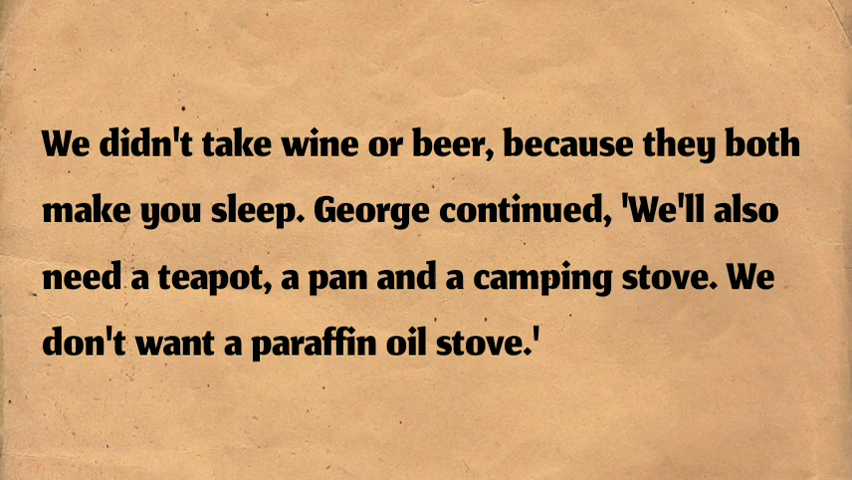 We didn't take wine or beer, because they both
make you sleep. George continued, 'We'll also
need a teapot, a pan and a camping stove. We
don't want a paraffin oil stove.'